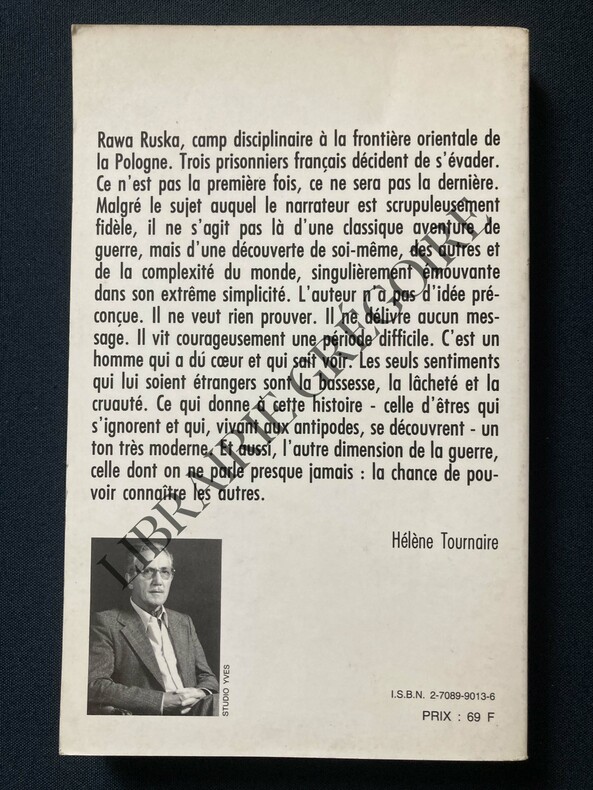 Rawa Ruska, camp disciplinaire à la frontière orientale de
la Pologne. Trois prisonniers français décident de s'évader.
Ce n'est pas la première fois, ce ne sera pas la dernière.
Malgré le sujet auquel le narrateur est scrupuleusement
fidèle, il ne s'agit pas là d'une classique aventure de
guerre, mais d'une découverte de soi-même, des autres et
de la complexité du monde, singulièrement émouvante
dans son extrême simplicité. L'auteur n'a pas d'idée pré-
conçue. Il ne veut rien prouver. Il ne délivre aucun mes-
sage. Il vit courageusement une période difficile. C'est un
homme qui a du cœur et qui sait voir. Les seuls sentiments
qui lui soient étrangers sont la bassesse, la lâcheté et la
cruauté. Ce qui donne à cette histoire - celle d'êtres qui
s'ignorent et qui, vivant aux antipodes, se découvrent - un
ton très moderne. Et aussi, l'autre dimension de la guerre,
celle dont on ne parle presque jamais : la chance de pou-
voir connaître les autres.
Hélène Tournaire
STUDIO YVES
I.S.B.N. 2-7089-9013-6
PRIX : 69 F
LIBRAIRIE GRÉGOIRE